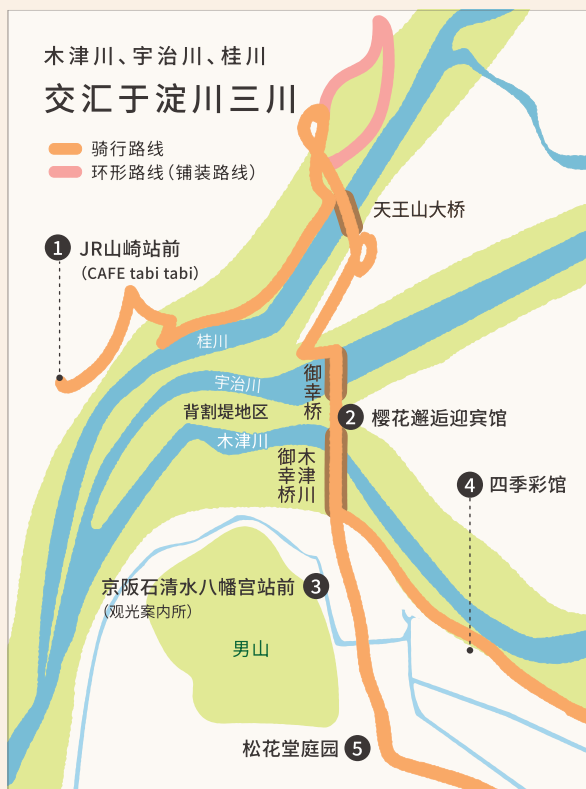 木津川、宇治川、桂川
交汇于淀川三川
骑行路线
环形路线（铺装路线）
天王山大桥
1 JR山崎站前
（CAFE tabi tabi）
桂川
宇治川
御幸桥
背割堤地区
2 樱花邂逅迎宾馆
木津川
木津川御幸桥
4 四季彩馆
京阪石清水八幡宫站前 3
（观光案内所）
男山
松花堂庭园 5